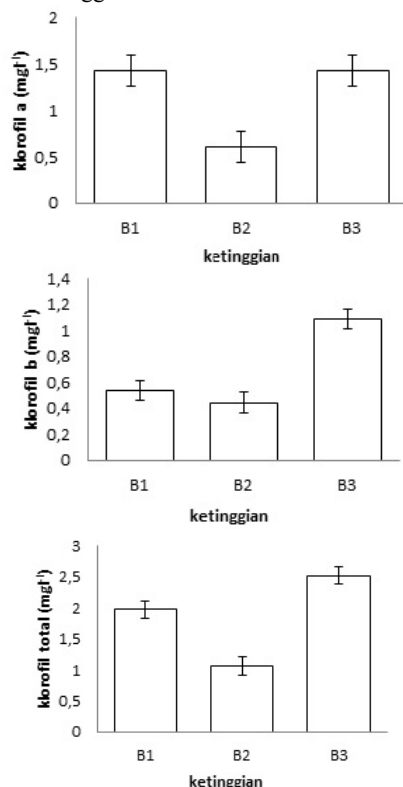 2
1,5
1
0,5
0
klorofil a (mgl⁻¹)
B1 B2 B3
ketinggian
1,4
1,2
1
0,8
0,6
0,4
0,2
0
klorofil b (mgl⁻¹)
B1 B2 B3
ketinggian
3
2,5
2
1,5
1
0,5
0
klorofil total (mgl⁻¹)
B1 B2 B3
ketinggian